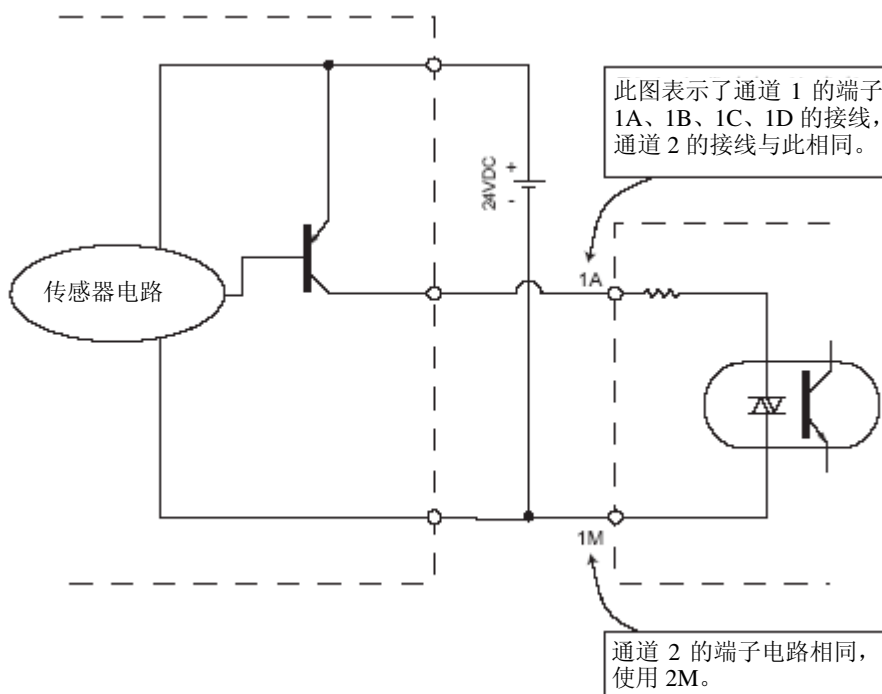 此图表示了通道 1 的端子
1A、1B、1C、1D 的接线，
通道 2 的接线与此相同。
24VDC
+
-
1A
传感器电路
1M
通道 2 的端子电路相同，
使用 2M。